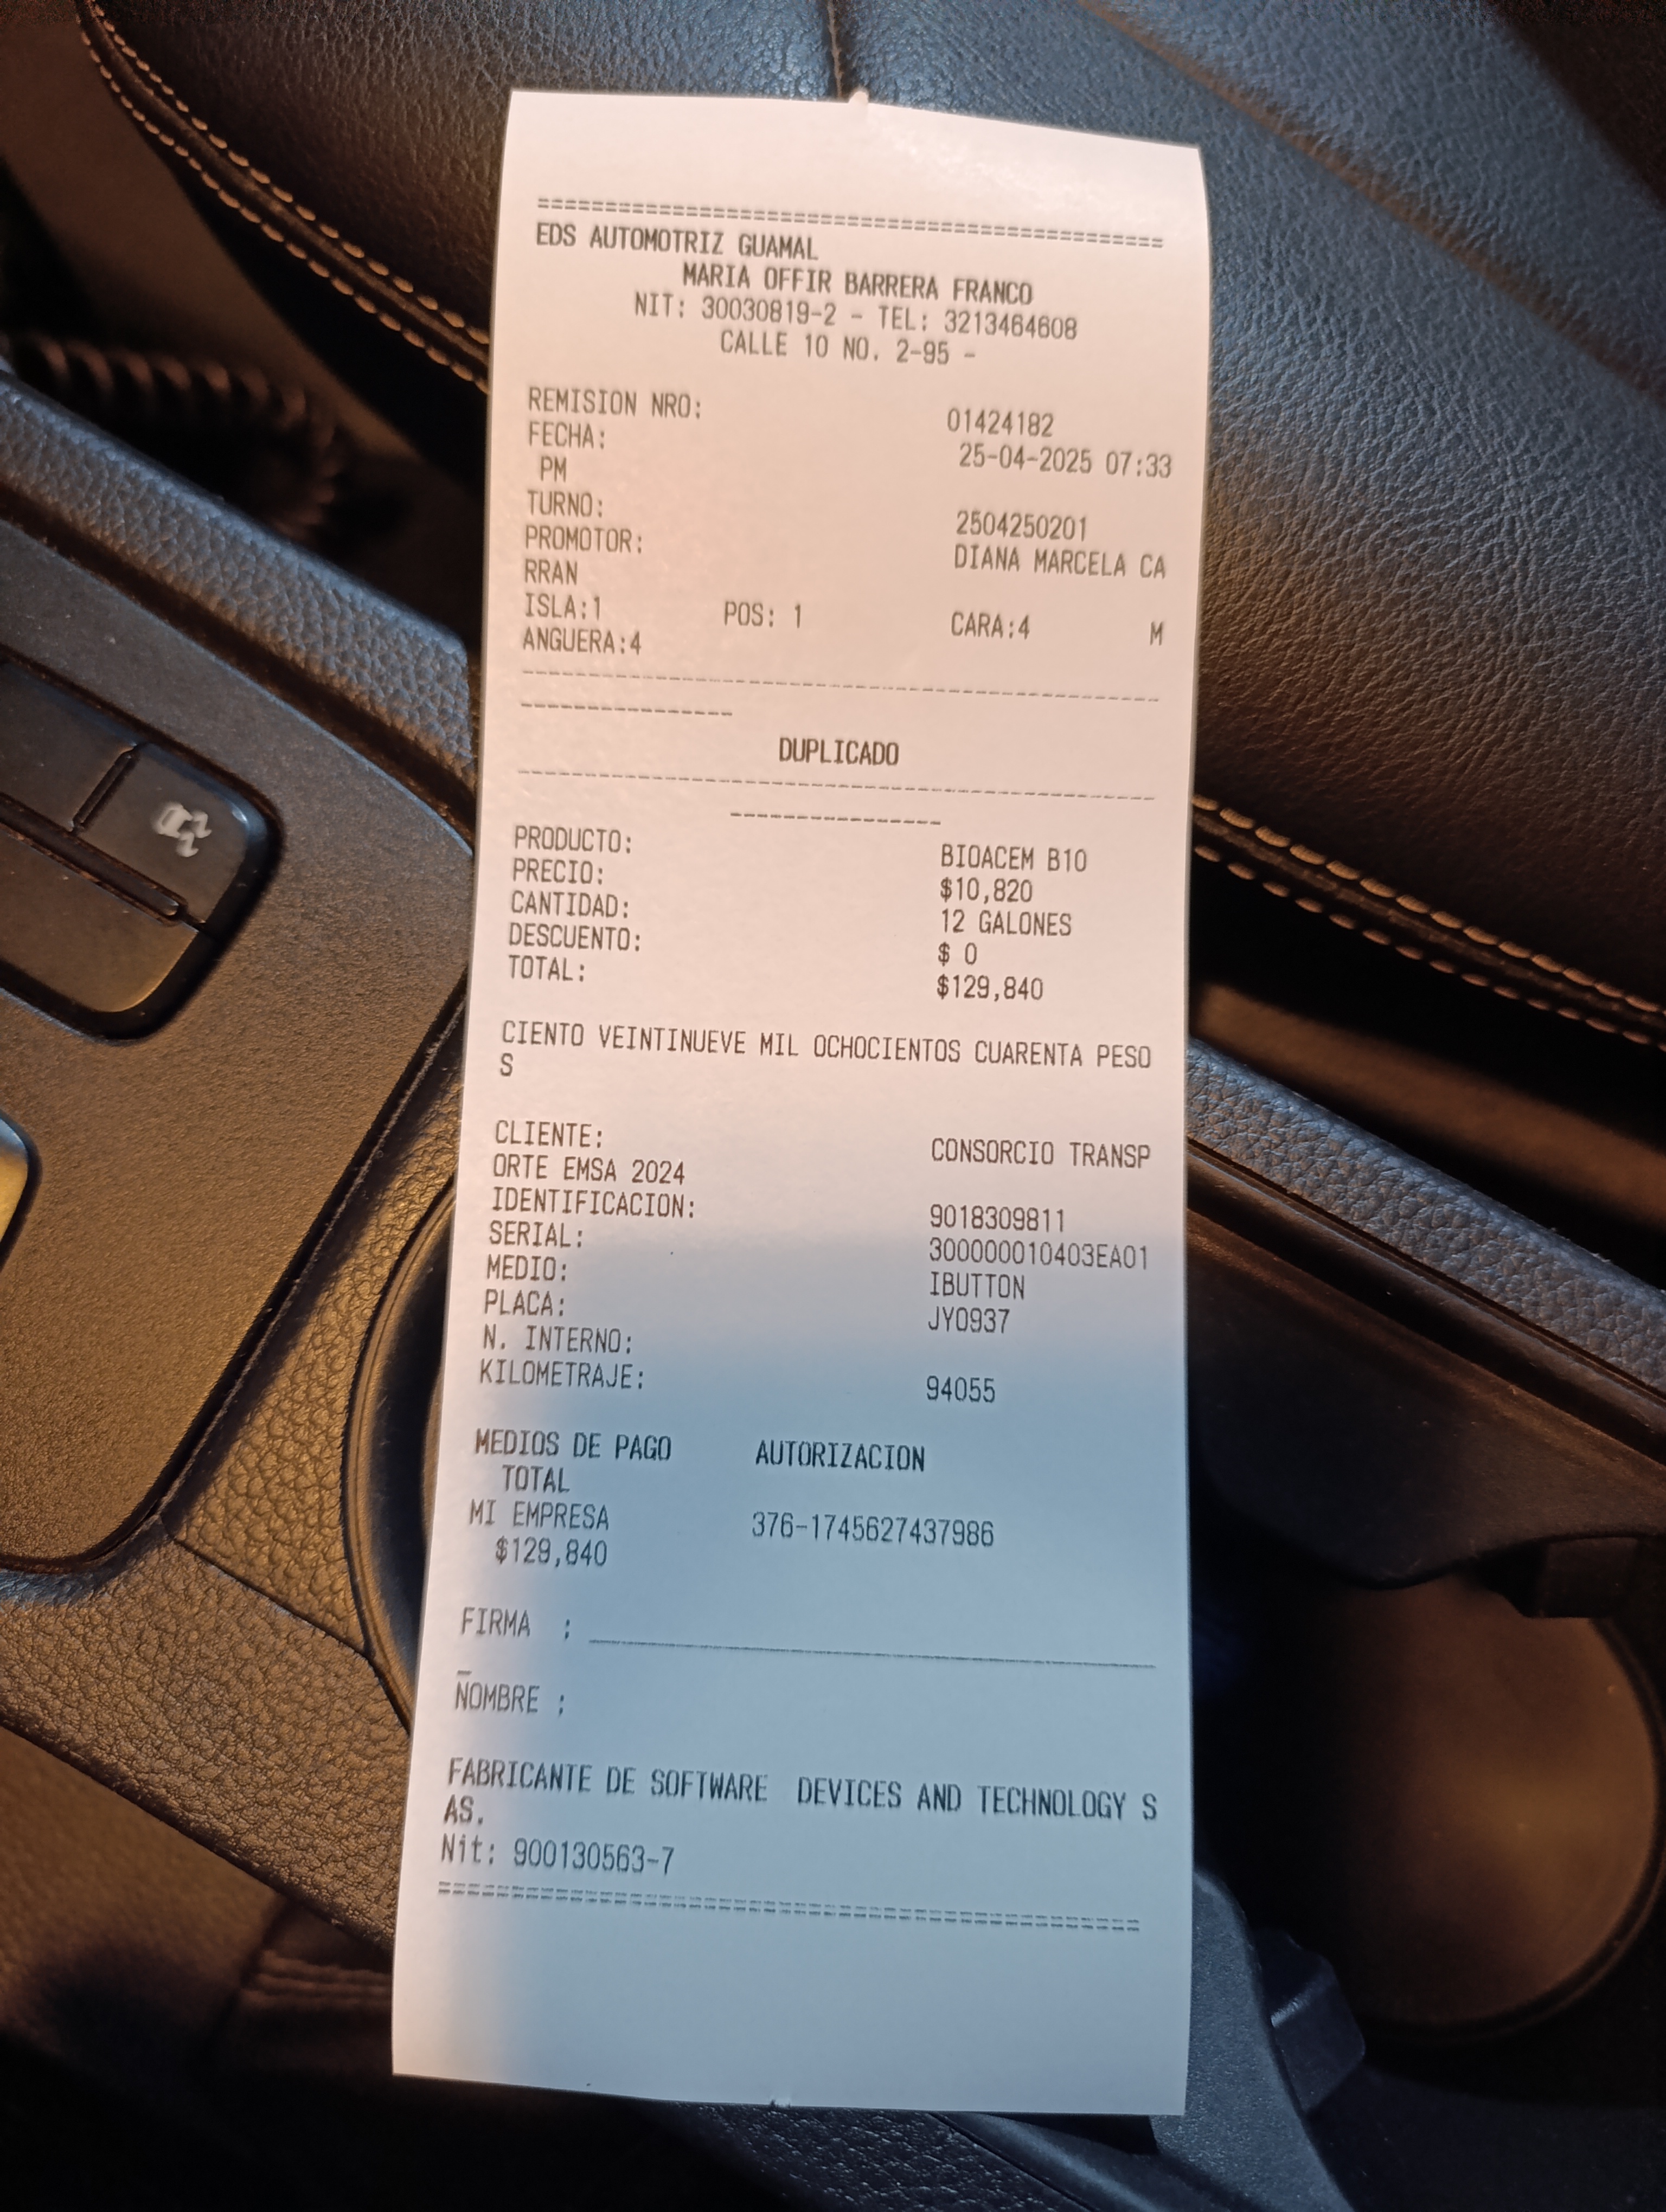 ================================================
EDS AUTOMOTRIZ GUAMAL
MARIA OFFIR BARRERA FRANCO
NIT: 30030819-2 - TEL: 3213464608
CALLE 10 NO. 2-95 -
REMISION NRO: 01424182
FECHA: 25-04-2025 07:33
PM
TURNO: 2504250201
PROMOTOR: DIANA MARCELA CA
RRAN
ISLA:1 POS: 1 CARA:4 M
ANGUERA:4
------------------------------------------------
----------------
DUPLICADO
------------------------------------------------
----------------
PRODUCTO: BIOACEM B10
PRECIO: $10,820
CANTIDAD: 12 GALONES
DESCUENTO: $ 0
TOTAL: $129,840
CIENTO VEINTINUEVE MIL OCHOCIENTOS CUARENTA PESO
S
CLIENTE: CONSORCIO TRANSP
ORTE EMSA 2024
IDENTIFICACION: 9018309811
SERIAL: 300000010403EA01
MEDIO: IBUTTON
PLACA: JYO937
N. INTERNO:
KILOMETRAJE: 94055
MEDIOS DE PAGO AUTORIZACION
TOTAL
MI EMPRESA 376-1745627437986
$129,840
FIRMA : ________________________________________
_
NOMBRE :
FABRICANTE DE SOFTWARE DEVICES AND TECHNOLOGY S
AS.
Nit: 900130563-7
================================================